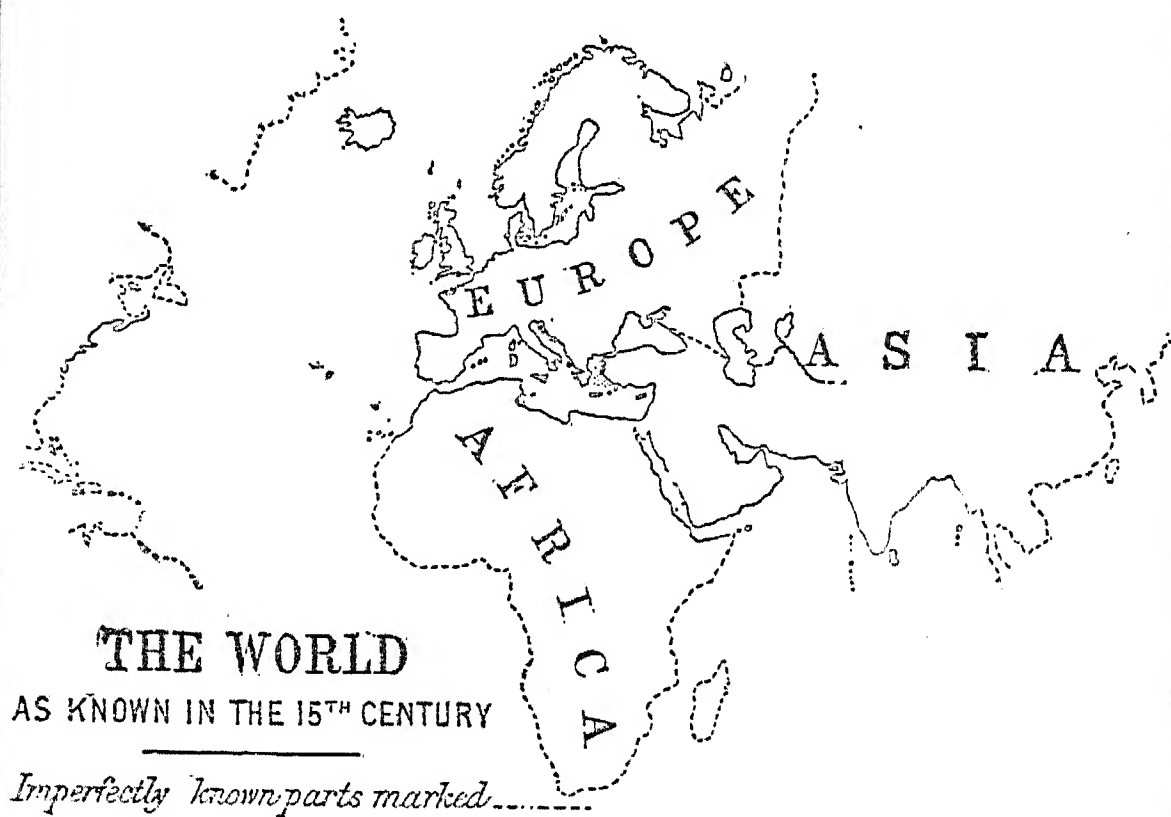 EUROPE
ASIA
AFRICA
THE WORLD
AS KNOWN IN THE 15TH CENTURY
Imperfectly known parts marked